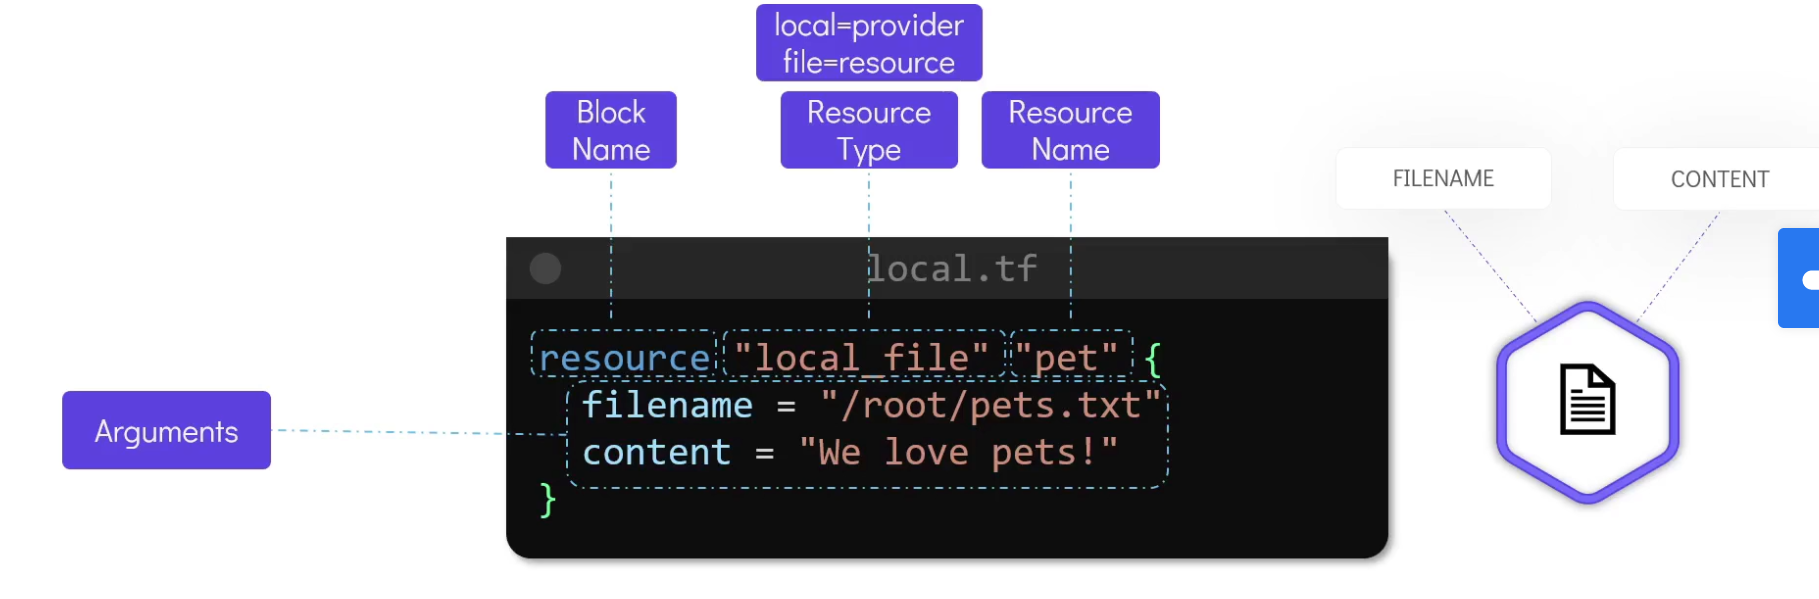 local=provider
file=resource
Block
Name
Resource
Type
Resource
Name
FILENAME
CONTENT
local.tf
resource "local_file" "pet" {
filename = "/root/pets.txt"
content = "We love pets!"
}
Arguments